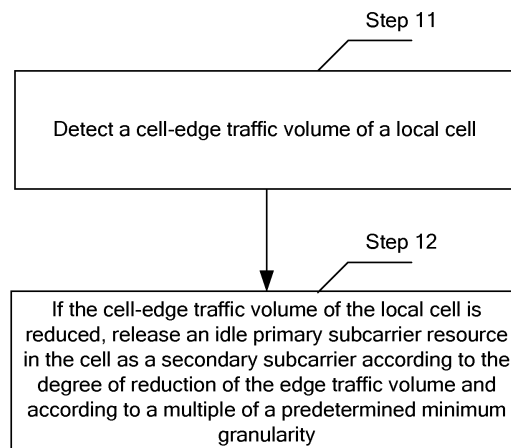 Step 11
Detect a cell-edge traffic volume of a local cell
Step 12
If the cell-edge traffic volume of the local cell is
reduced, release an idle primary subcarrier resource
in the cell as a secondary subcarrier according to the
degree of reduction of the edge traffic volume and
according to a multiple of a predetermined minimum
granularity